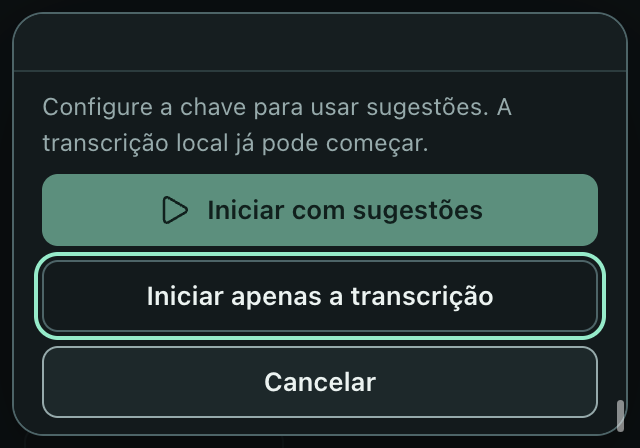 Configure a chave para usar sugestões. A
transcrição local já pode começar.
Iniciar com sugestões
Iniciar apenas a transcrição
Cancelar